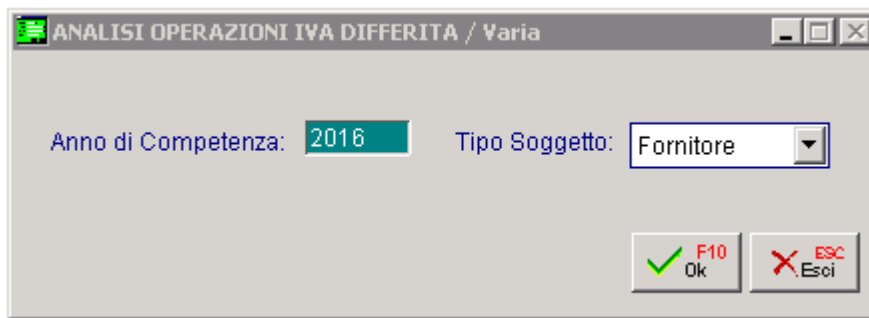 ANALISI OPERAZIONI IVA DIFFERITA / Varia
Anno di Competenza: 2016 Tipo Soggetto: Fornitore
F10 ESC
Ok Esci